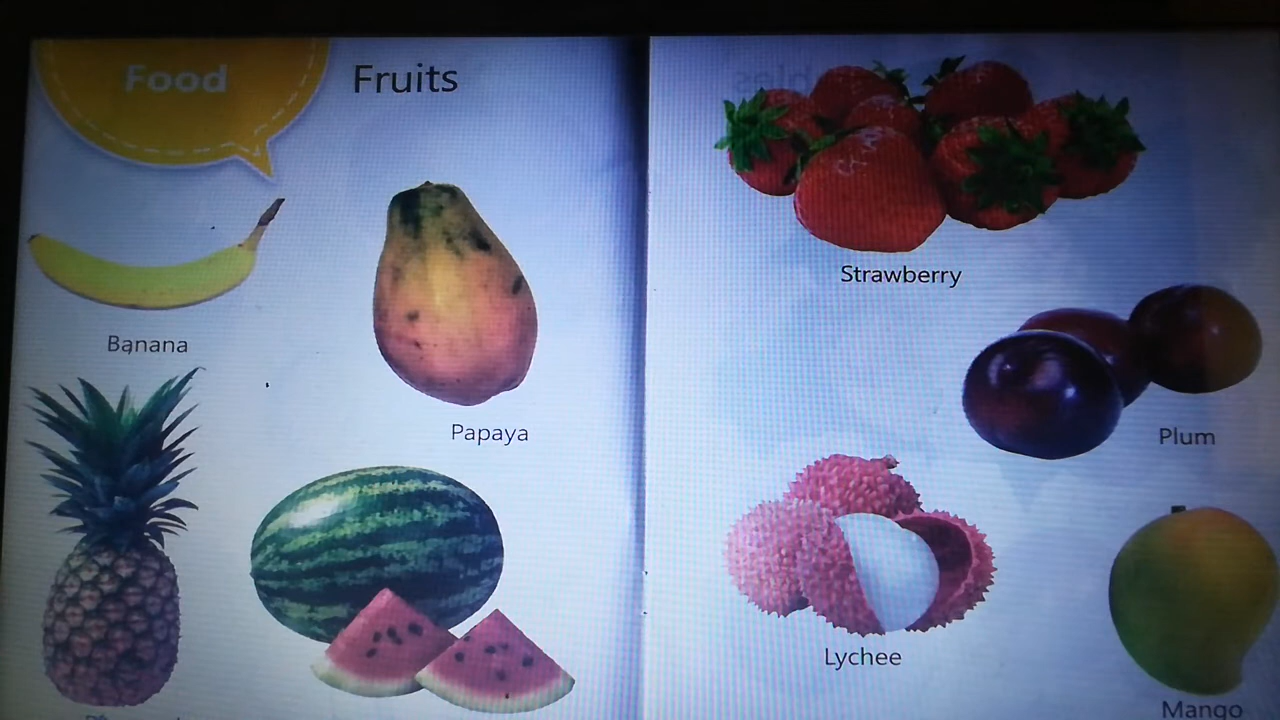 Food
Fruits
Banana
Papaya
Strawberry
Plum
Lychee
Mango